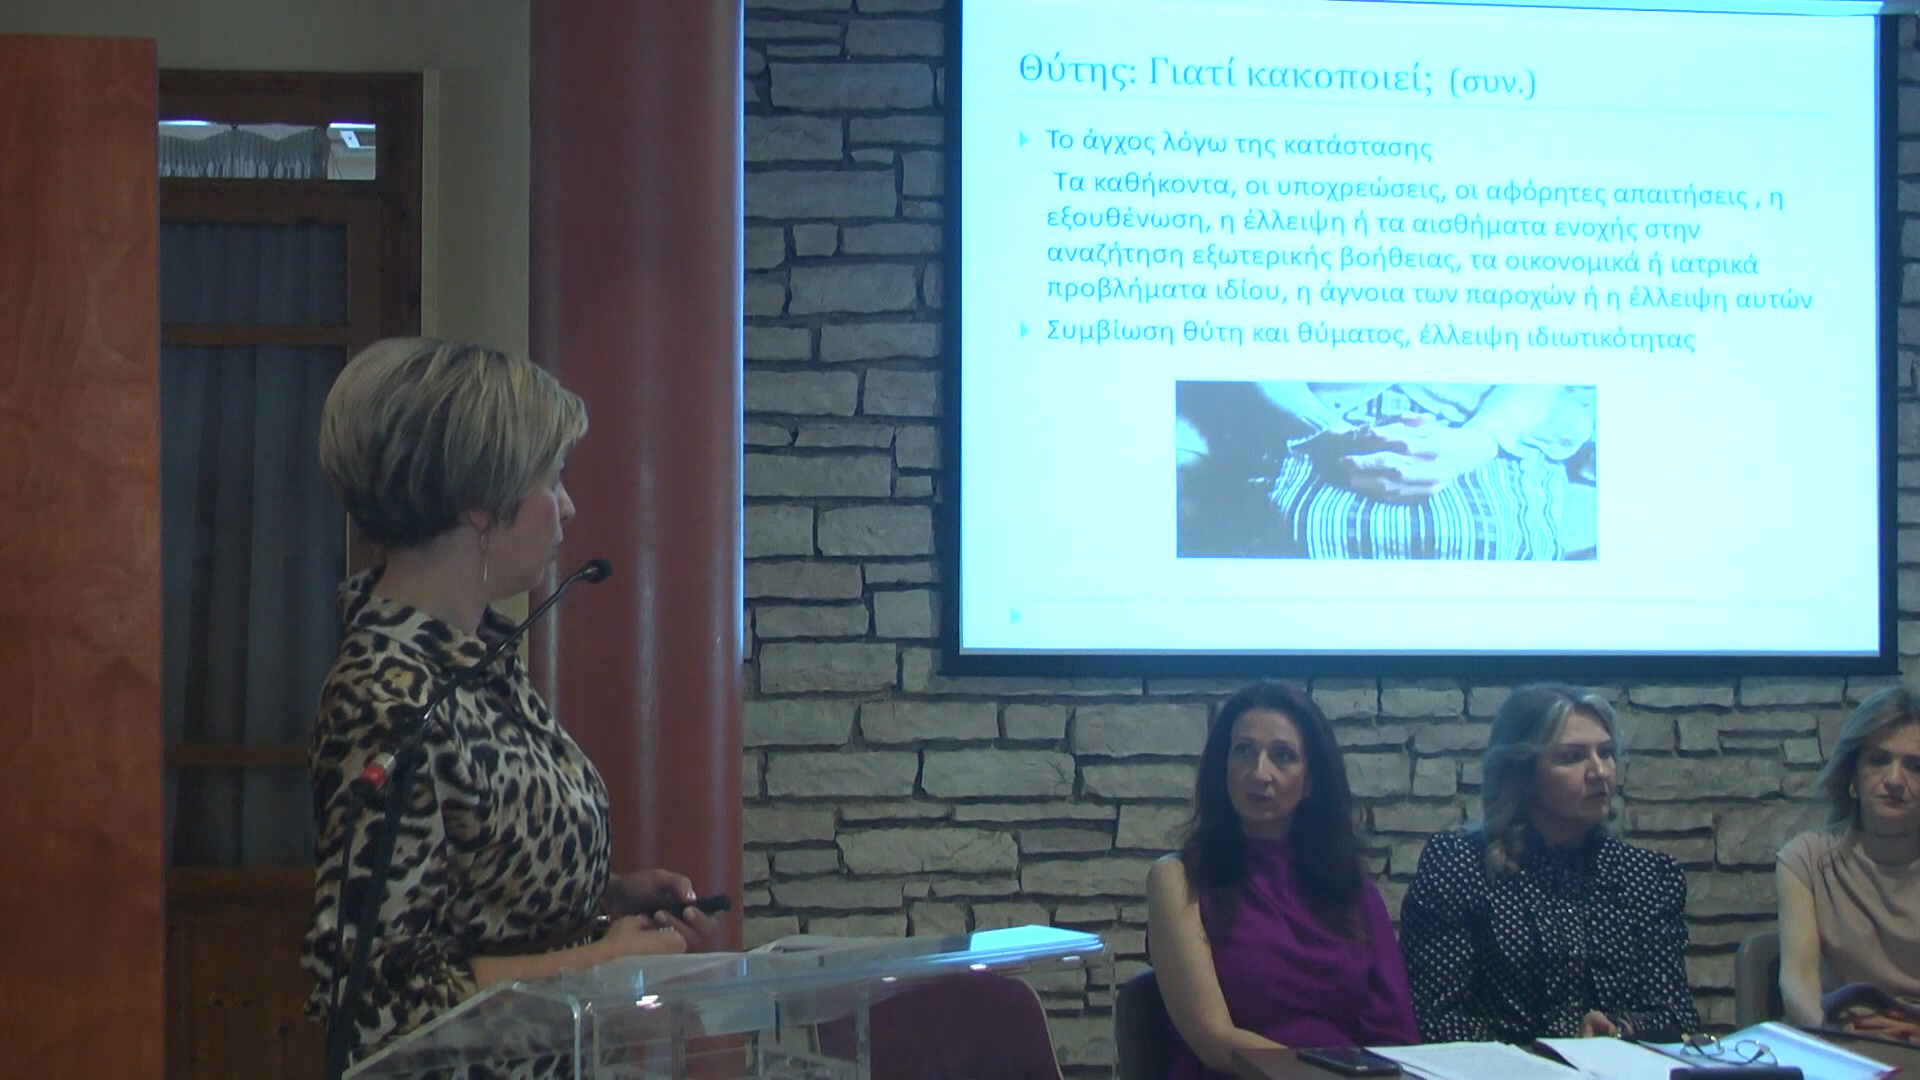 Θύτης: Γιατί κακοποιεί; (συν.)
Το άγχος λόγω της κατάστασης
Τα καθήκοντα, οι υποχρεώσεις, οι αφόρητες απαιτήσεις , η
εξουθένωση, η έλλειψη ή τα αισθήματα ενοχής στην
αναζήτηση εξωτερικής βοήθειας, τα οικονομικά ή ιατρικά
προβλήματα ιδίου, η άγνοια των παροχών ή η έλλειψη αυτών
Συμβίωση θύτη και θύματος, έλλειψη ιδιωτικότητας